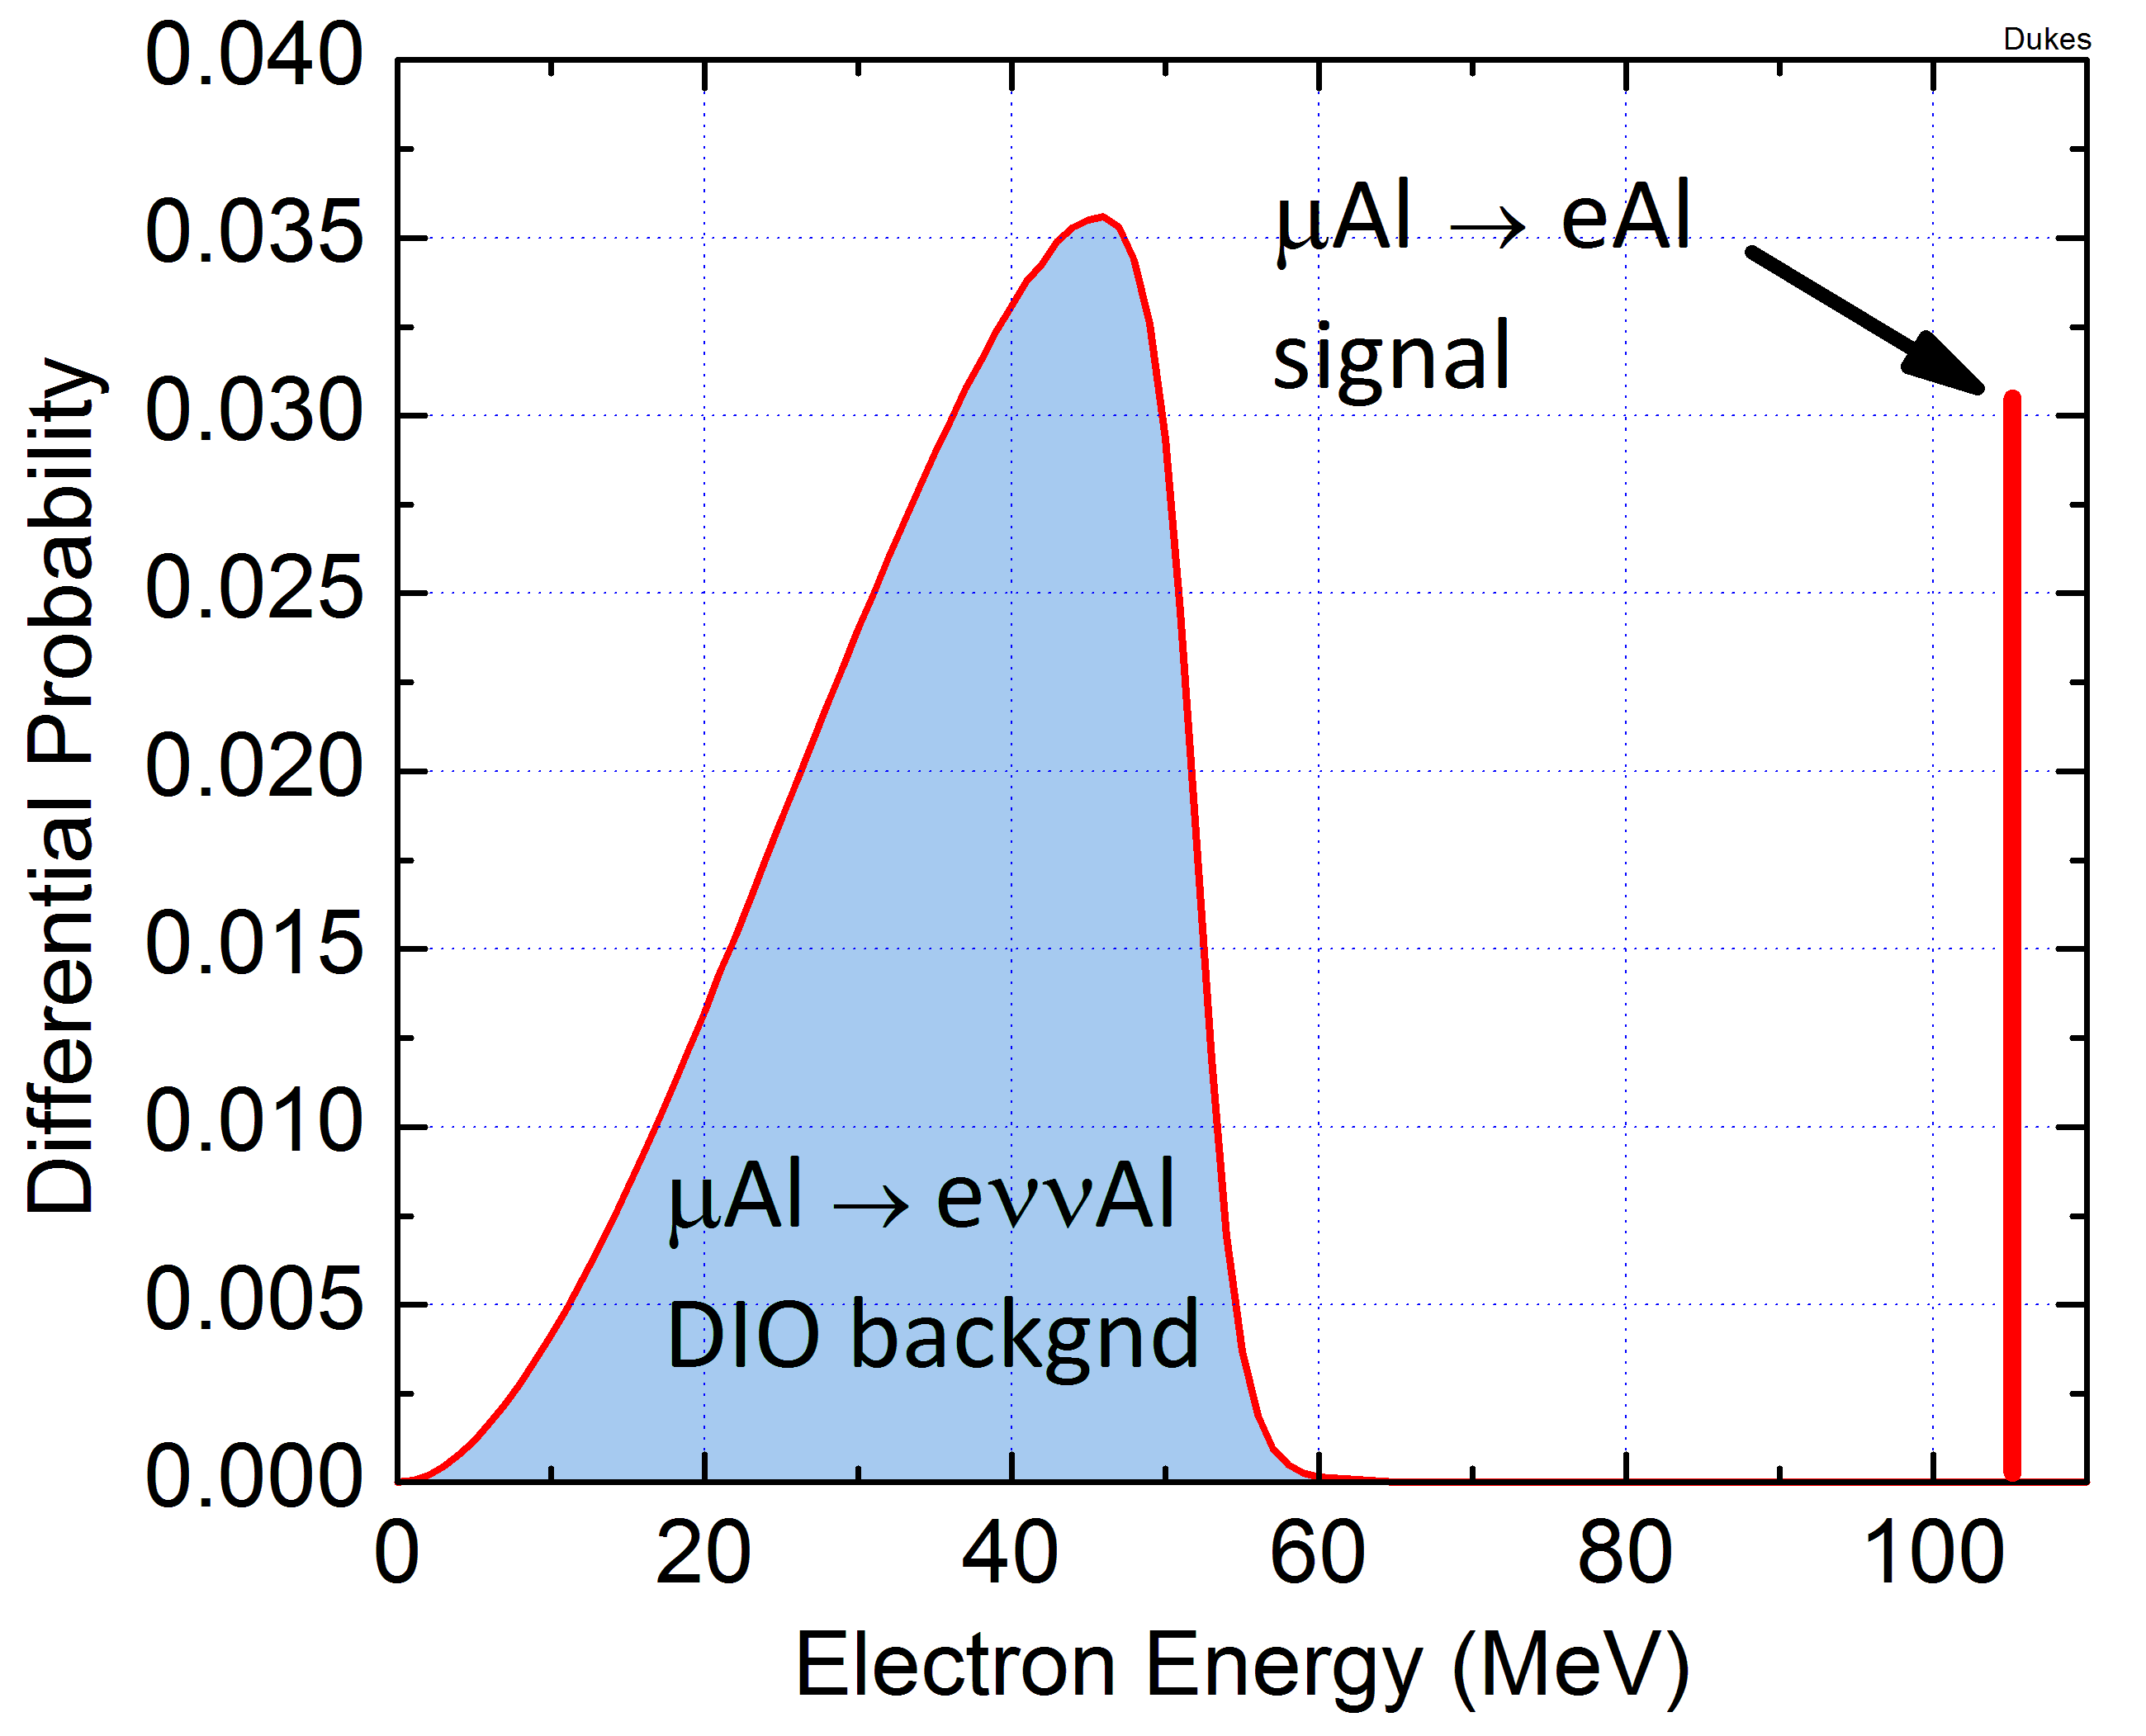 Dukes
0.040
0.035
0.030
0.025
0.020
0.015
0.010
0.005
0.000
Differential Probability
μAl → eAl
signal
μAl → eννAl
DIO backgnd
0 20 40 60 80 100
Electron Energy (MeV)